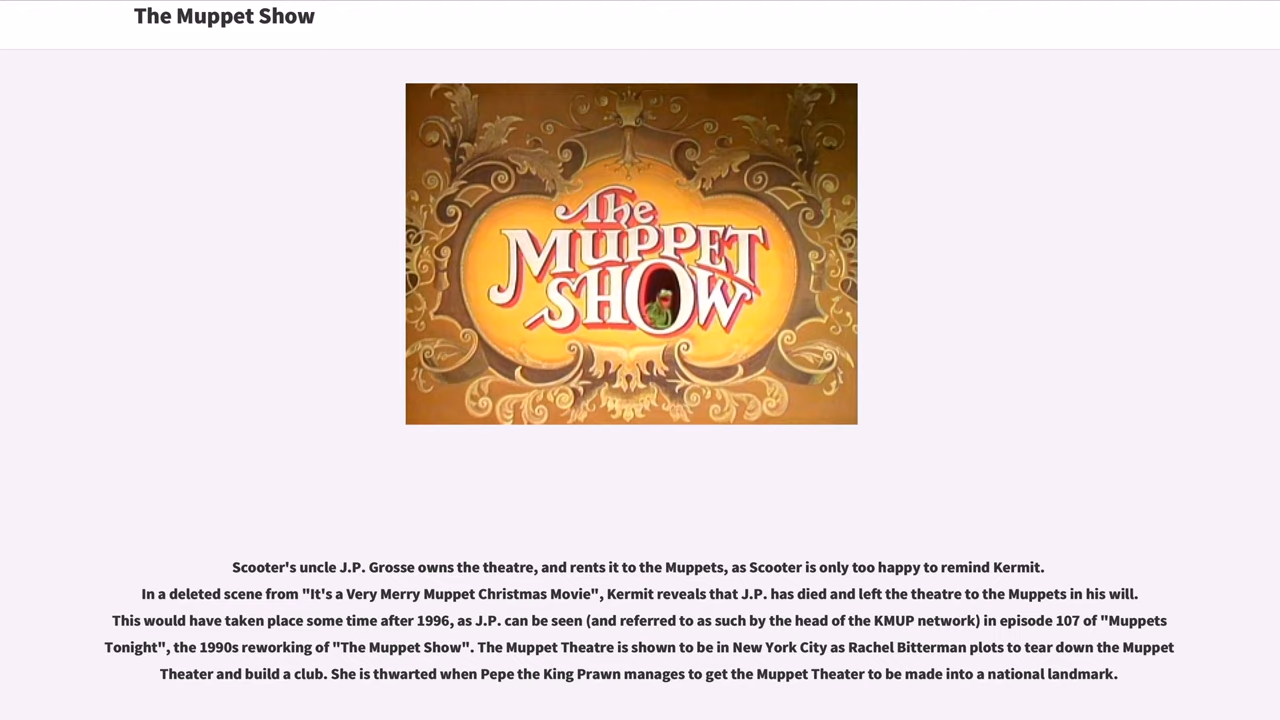 The Muppet Show
The
MUPPET
SHOW
Scooter's uncle J.P. Grosse owns the theatre, and rents it to the Muppets, as Scooter is only too happy to remind Kermit.
In a deleted scene from "It's a Very Merry Muppet Christmas Movie", Kermit reveals that J.P. has died and left the theatre to the Muppets in his will.
This would have taken place some time after 1996, as J.P. can be seen (and referred to as such by the head of the KMUP network) in episode 107 of "Muppets
Tonight", the 1990s reworking of "The Muppet Show". The Muppet Theatre is shown to be in New York City as Rachel Bitterman plots to tear down the Muppet
Theater and build a club. She is thwarted when Pepe the King Prawn manages to get the Muppet Theater to be made into a national landmark.